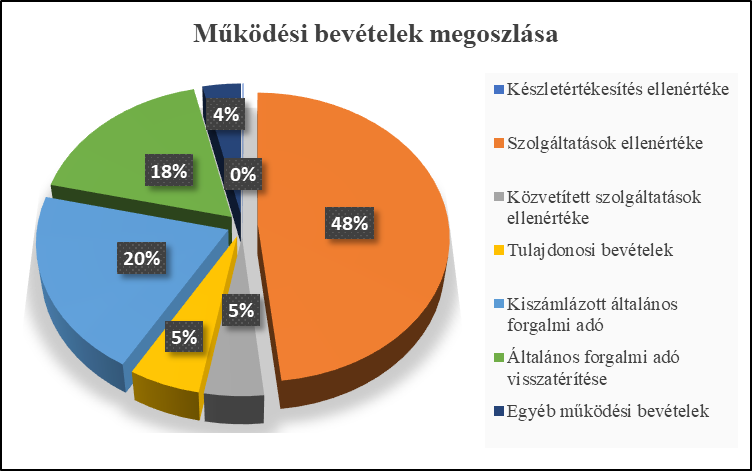 Működési bevételek megoszlása
4%
0%
18%
48%
20%
5%
5%
Készletértékesítés ellenértéke
Szolgáltatások ellenértéke
Közvetített szolgáltatások
ellenértéke
Tulajdonosi bevételek
Kiszámlázott általános
forgalmi adó
Általános forgalmi adó
visszatérítése
Egyéb működési bevételek